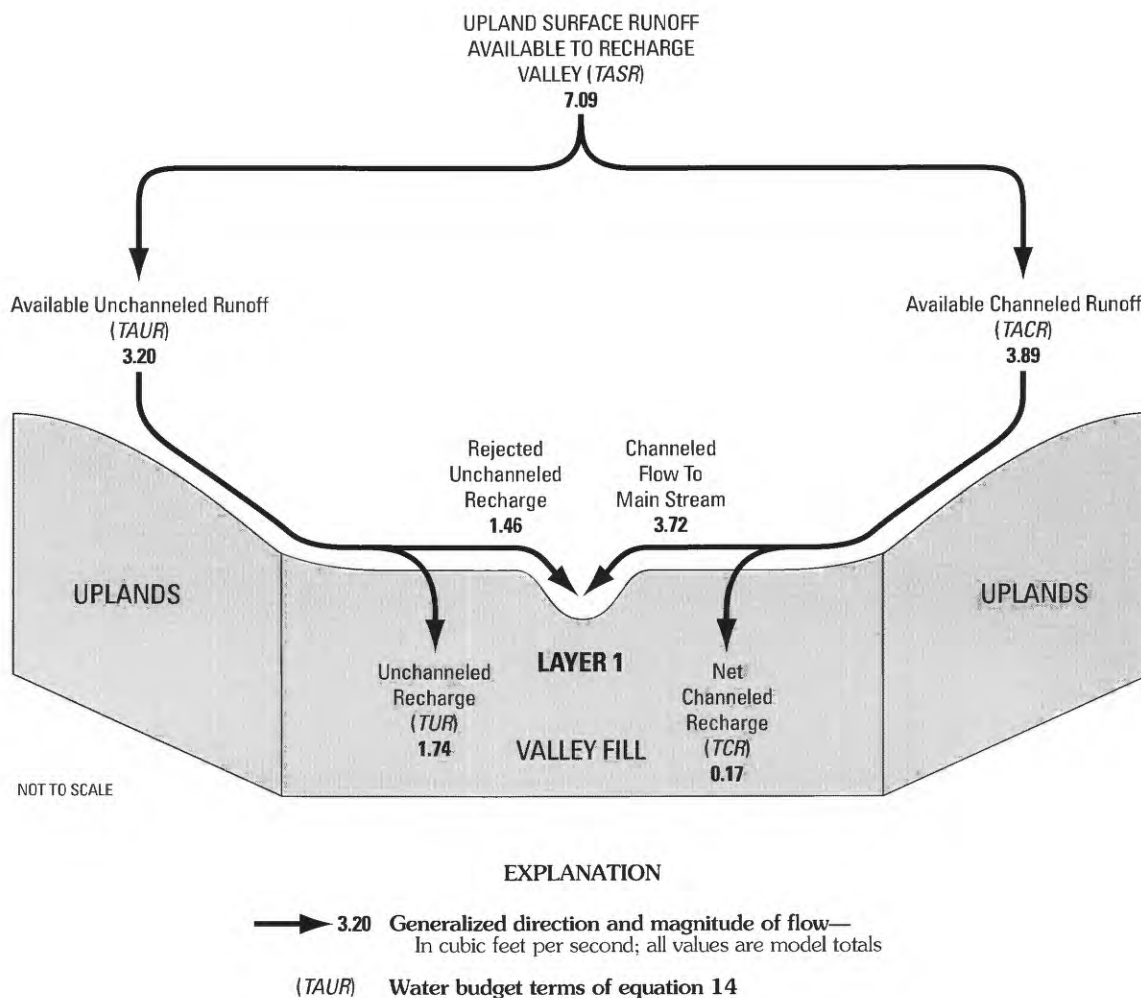 UPLAND SURFACE RUNOFF
AVAILABLE TO RECHARGE
VALLEY (TASR)
7.09
Available Unchanneled Runoff
(TAUR)
3.20
Available Channeled Runoff
(TACR)
3.89
Rejected
Unchanneled
Recharge
1.46
Channeled
Flow To
Main Stream
3.72
UPLANDS
UPLANDS
LAYER 1
Unchanneled
Recharge
(TUR)
1.74
Net
Channeled
Recharge
(TCR)
0.17
VALLEY FILL
NOT TO SCALE
EXPLANATION
3.20 Generalized direction and magnitude of flow—
In cubic feet per second; all values are model totals
(TAUR) Water budget terms of equation 14